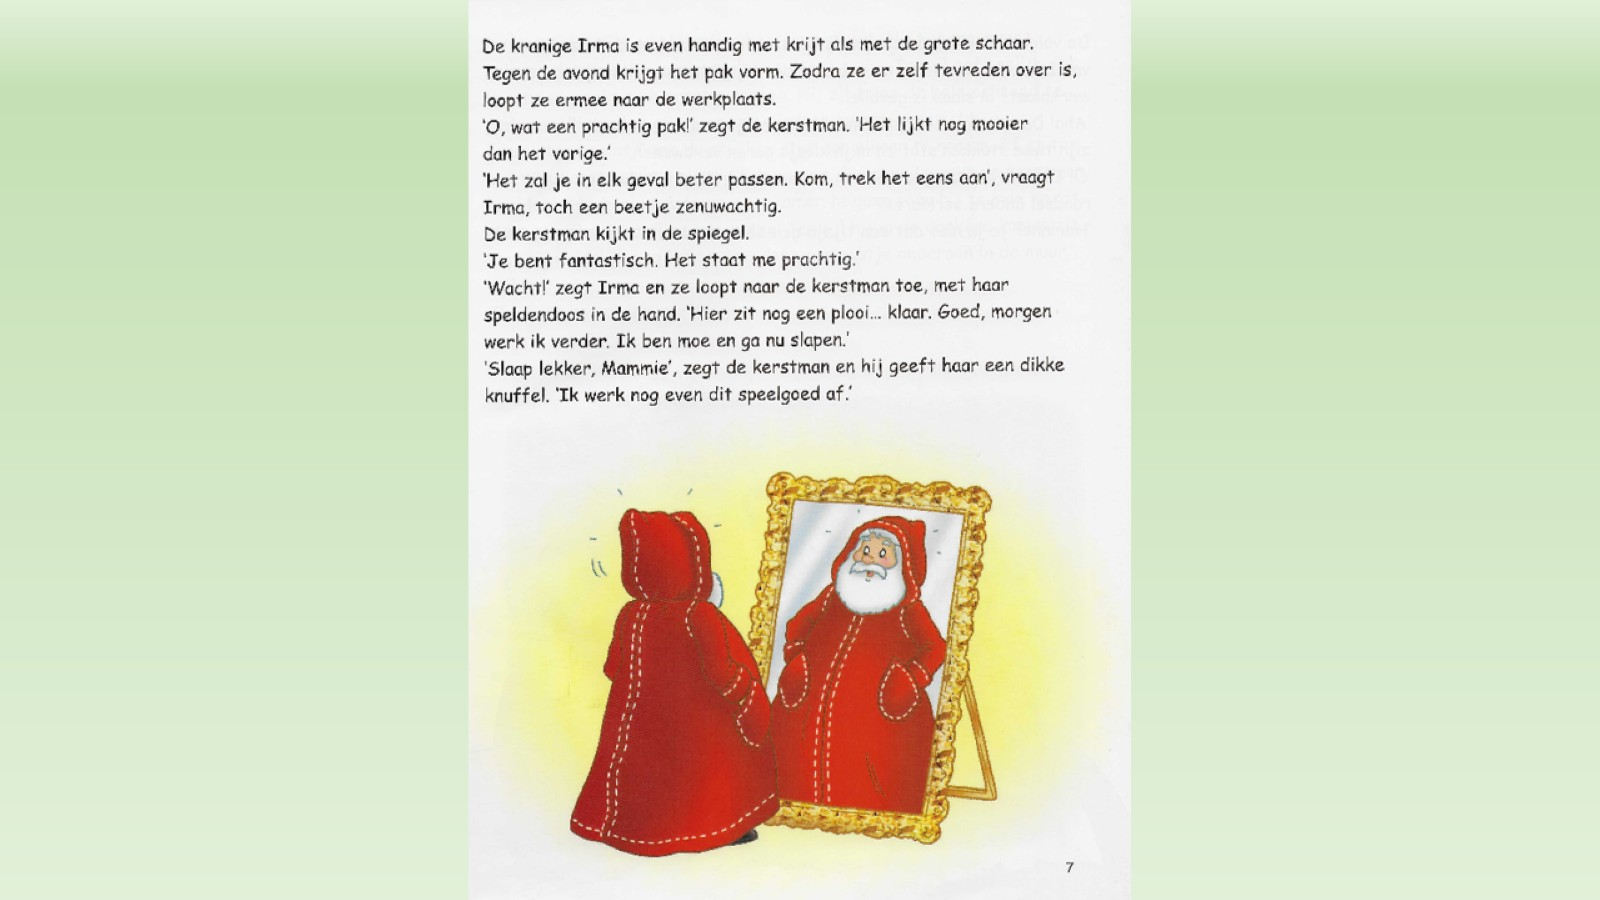 De kranige Irma is even handig met krijt als met de grote schaar.
Tegen de avond krijgt het pak vorm. Zodra ze er zelf tevreden over is,
loopt ze ermee naar de werkplaats.
'O, wat een prachtig pak!' zegt de kerstman. 'Het lijkt nog mooier
dan het vorige.'
'Het zal je in elk geval beter passen. Kom, trek het eens aan', vraagt
Irma, toch een beetje zenuwachtig.
De kerstman kijkt in de spiegel.
'Je bent fantastisch. Het staat me prachtig.'
'Wacht!' zegt Irma en ze loopt naar de kerstman toe, met haar
speldendoos in de hand. 'Hier zit nog een plooi... klaar. Goed, morgen
werk ik verder. Ik ben moe en ga nu slapen.'
'Slaap lekker, Mammie', zegt de kerstman en hij geeft haar een dikke
knuffel. 'Ik werk nog even dit speelgoed af.'
7